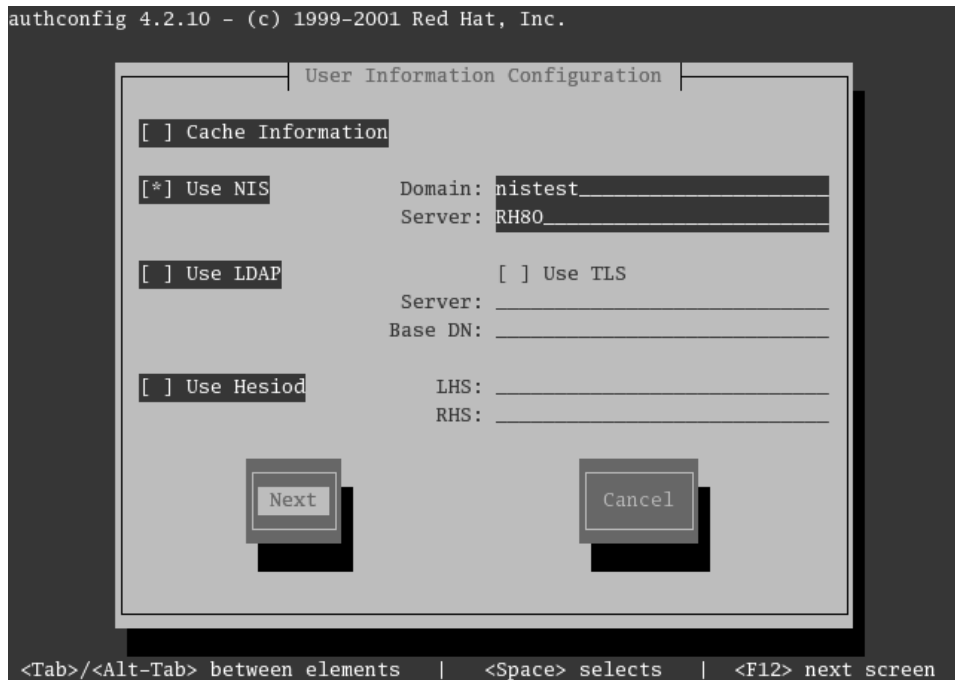 authconfig 4.2.10 - (c) 1999-2001 Red Hat, Inc.
User Information Configuration
[ ] Cache Information
[*] Use NIS Domain: nistest
Server: RH80
[ ] Use LDAP [ ] Use TLS
Server:
Base DN:
[ ] Use Hesiod LHS:
RHS:
Next Cancel
<Tab>/<Alt-Tab> between elements | <Space> selects | <F12> next screen